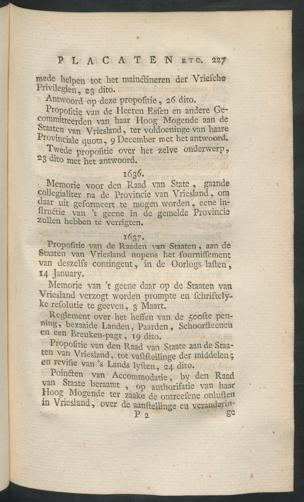 PLACATEN ETC. 227
mede helpen tot het mainctineren der Vriesche
Privilegien, 23 dito.
Antwoord op deze propositie, 26 dito.
Propositie van de Heeren Essen en andere Ge-
committeerden van haar Hoog Mogende aan de
Staaten van Vriesland, ter voldoeninge van haare
Provinciale quota, 9 December met het antwoord.
Twede propositie over het zelve onderwerp,
23 dito met het antwoord.
1636.
Memorie voor den Raad van State, gaande
collegialiter na de Provincie van Vriesland, om
daar uit geformeert te mogen worden, eene in-
structie van 't geene in de gemelde Provincie
zullen hebben te verrigten.
1637.
Propositie van de Raaden van Staaten, aan de
Staaten van Vriesland nopens het fournissement
van deszelfs contingent, in de Oorlogs lasten,
14 January.
Memorie van 't geene daar op de Staaten van
Vriesland verzogt worden prompte en schriftely-
ke resolutie te geeven, 3 Maart.
Reglement over het heffen van de 500ste pen-
ning, bezaaide Landen, Paarden, Schoorsteenen
en een Breuken-page, 19 dito.
Propositie van den Raad van Staate aan de Staa-
ten van Vriesland, tot vaststellinge der middelen;
en revisie van 's Lands lysten, 24 dito.
Poincten van Accommodatie, by den Raad
van Staate beraamt, op authorisatie van haar
Hoog Mogende ter zaake de ontreesene onlusten
in Vriesland, over de aanstellinge en veranderin-
P 2 ge